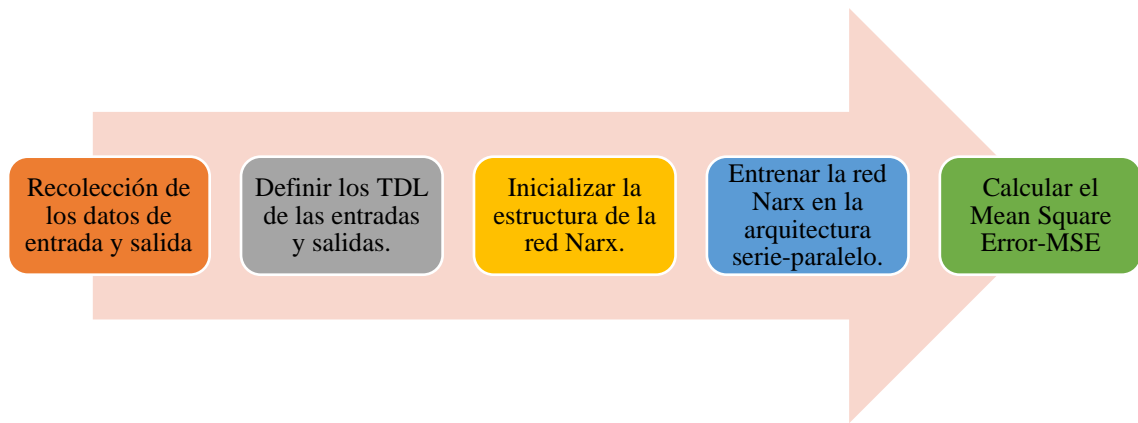 Recolección de
los datos de
entrada y salida
Definir los TDL
de las entradas
y salidas.
Inicializar la
estructura de la
red Narx.
Entrenar la red
Narx en la
arquitectura
serie-paralelo.
Calcular el
Mean Square
Error-MSE